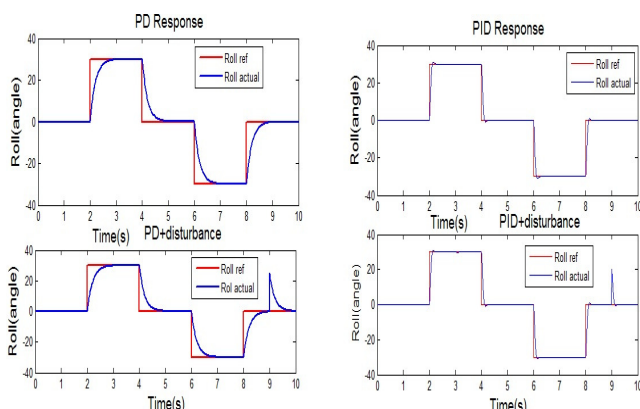 PD Response
Roll(angle)
40
20
0
-20
-40
Roll ref
Roll actual
0 1 2 3 4 5 6 7 8 9 10
Time(s)
PID Response
Roll(angle)
40
20
0
-20
-40
Roll ref
Roll actual
0 1 2 3 4 5 6 7 8 9 10
Time(s)
PD+disturbance
Roll(angle)
40
20
0
-20
-40
Roll ref
Rol actual
0 1 2 3 4 5 6 7 8 9 10
Time(s)
PID+disturbance
Roll(angle)
40
20
0
-20
-40
Roll ref
Roll actual
0 1 2 3 4 5 6 7 8 9 10
Time(s)